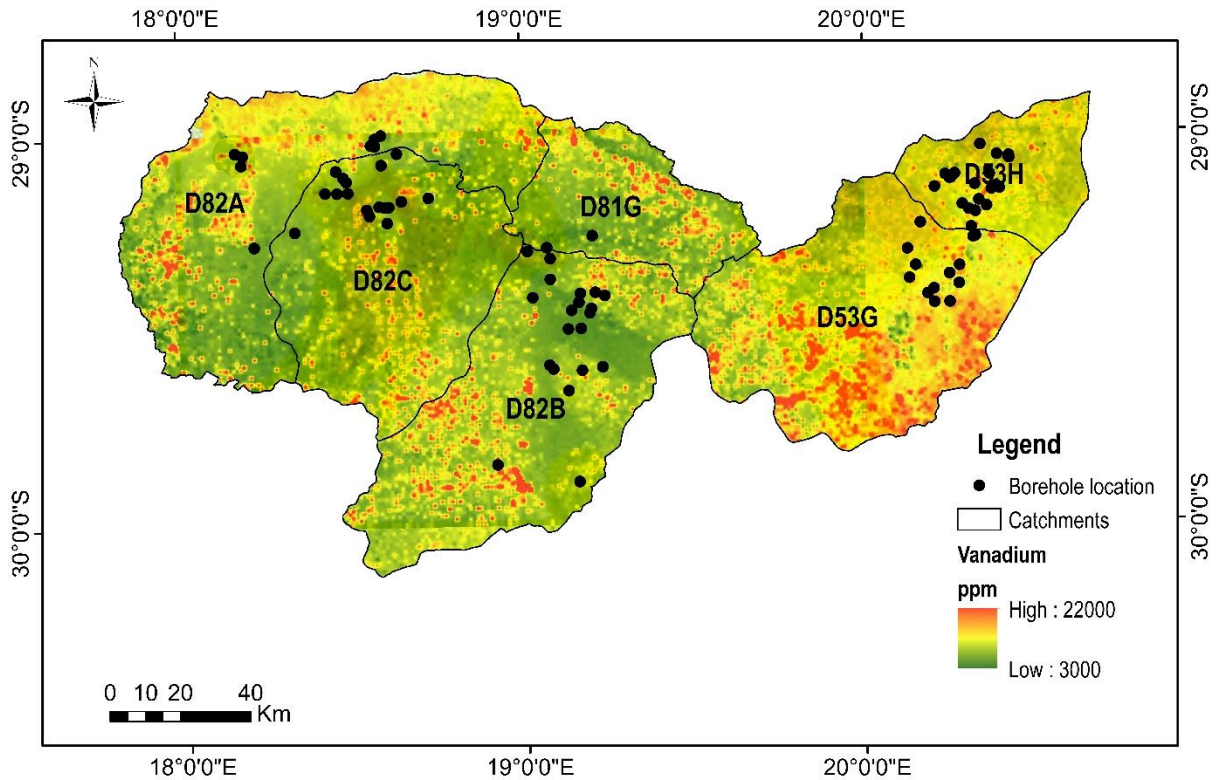 18°0'0"E 19°0'0"E 20°0'0"E
N
29°0'0"S 29°0'0"S
D82A
D81G
D53H
D82C
D53G
D82B
Legend
Borehole location
Catchments
Vanadium
ppm
High : 22000
Low : 3000
30°0'0"S 30°0'0"S
0 10 20 40
Km
18°0'0"E 19°0'0"E 20°0'0"E